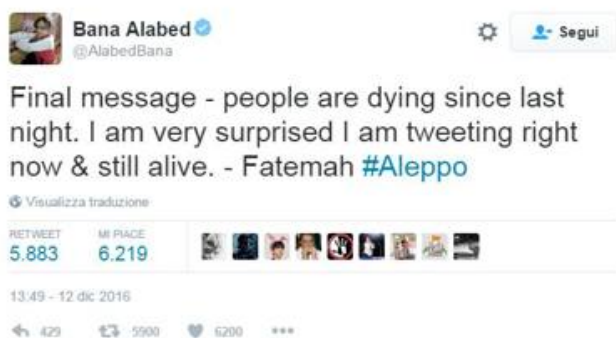 Bana Alabed
@AlabedBana
Segui
Final message - people are dying since last
night. I am very surprised I am tweeting right
now & still alive. - Fatemah #Aleppo
Visualizza traduzione
RETWEET MI PIACE
5.883 6.219
13:49 - 12 dic 2016
429 5900 6200